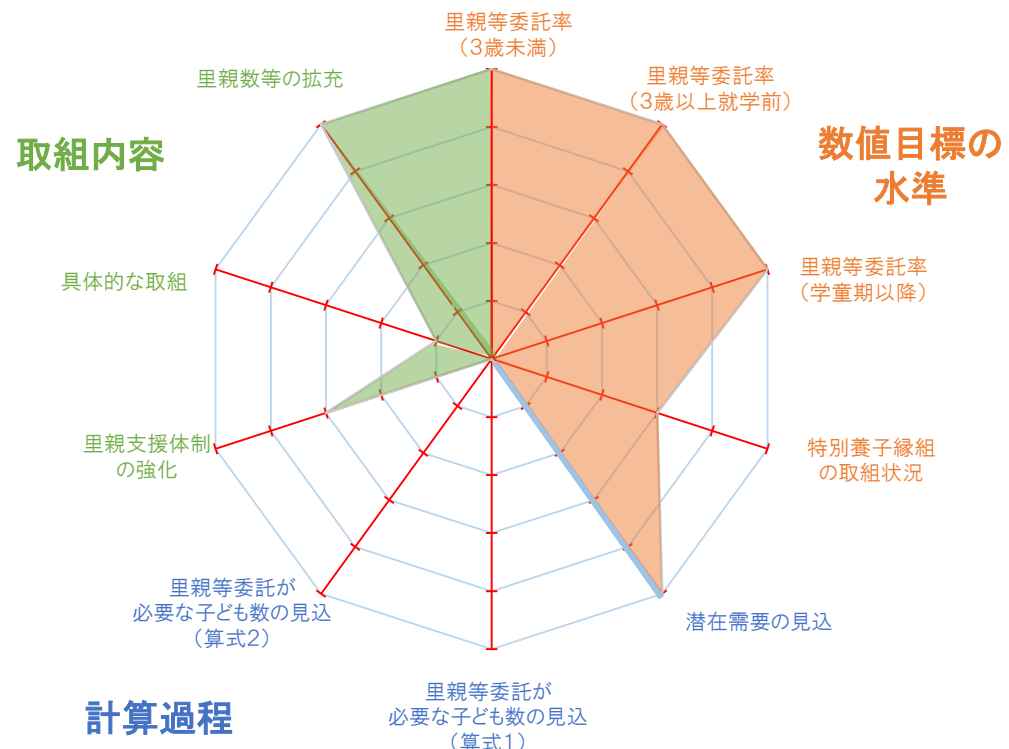 里親等委託率
（3歳未満）
里親等委託率
（3歳以上就学前）
数値目標の
水準
里親等委託率
（学童期以降）
特別養子縁組
の取組状況
潜在需要の見込
里親等委託が
必要な子ども数の見込
（算式1）
里親等委託が
必要な子ども数の見込
（算式2）
計算過程
里親支援体制
の強化
具体的な取組
取組内容
里親数等の拡充